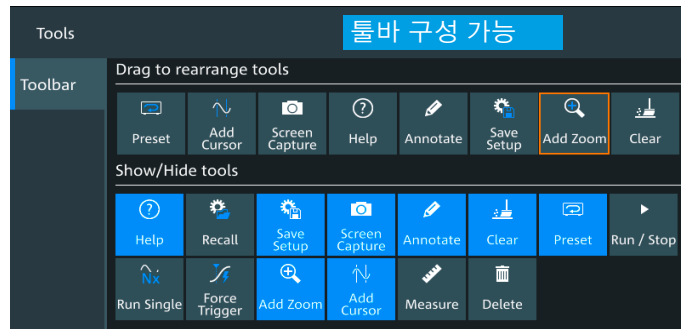 Tools
툴바 구성 가능
Toolbar
Drag to rearrange tools
Preset
Add
Cursor
Screen
Capture
Help
Annotate
Save
Setup
Add Zoom
Clear
Show/Hide tools
Help
Recall
Save
Setup
Screen
Capture
Annotate
Clear
Preset
Run / Stop
Nx
Run Single
Force
Trigger
Add Zoom
Add
Cursor
Measure
Delete